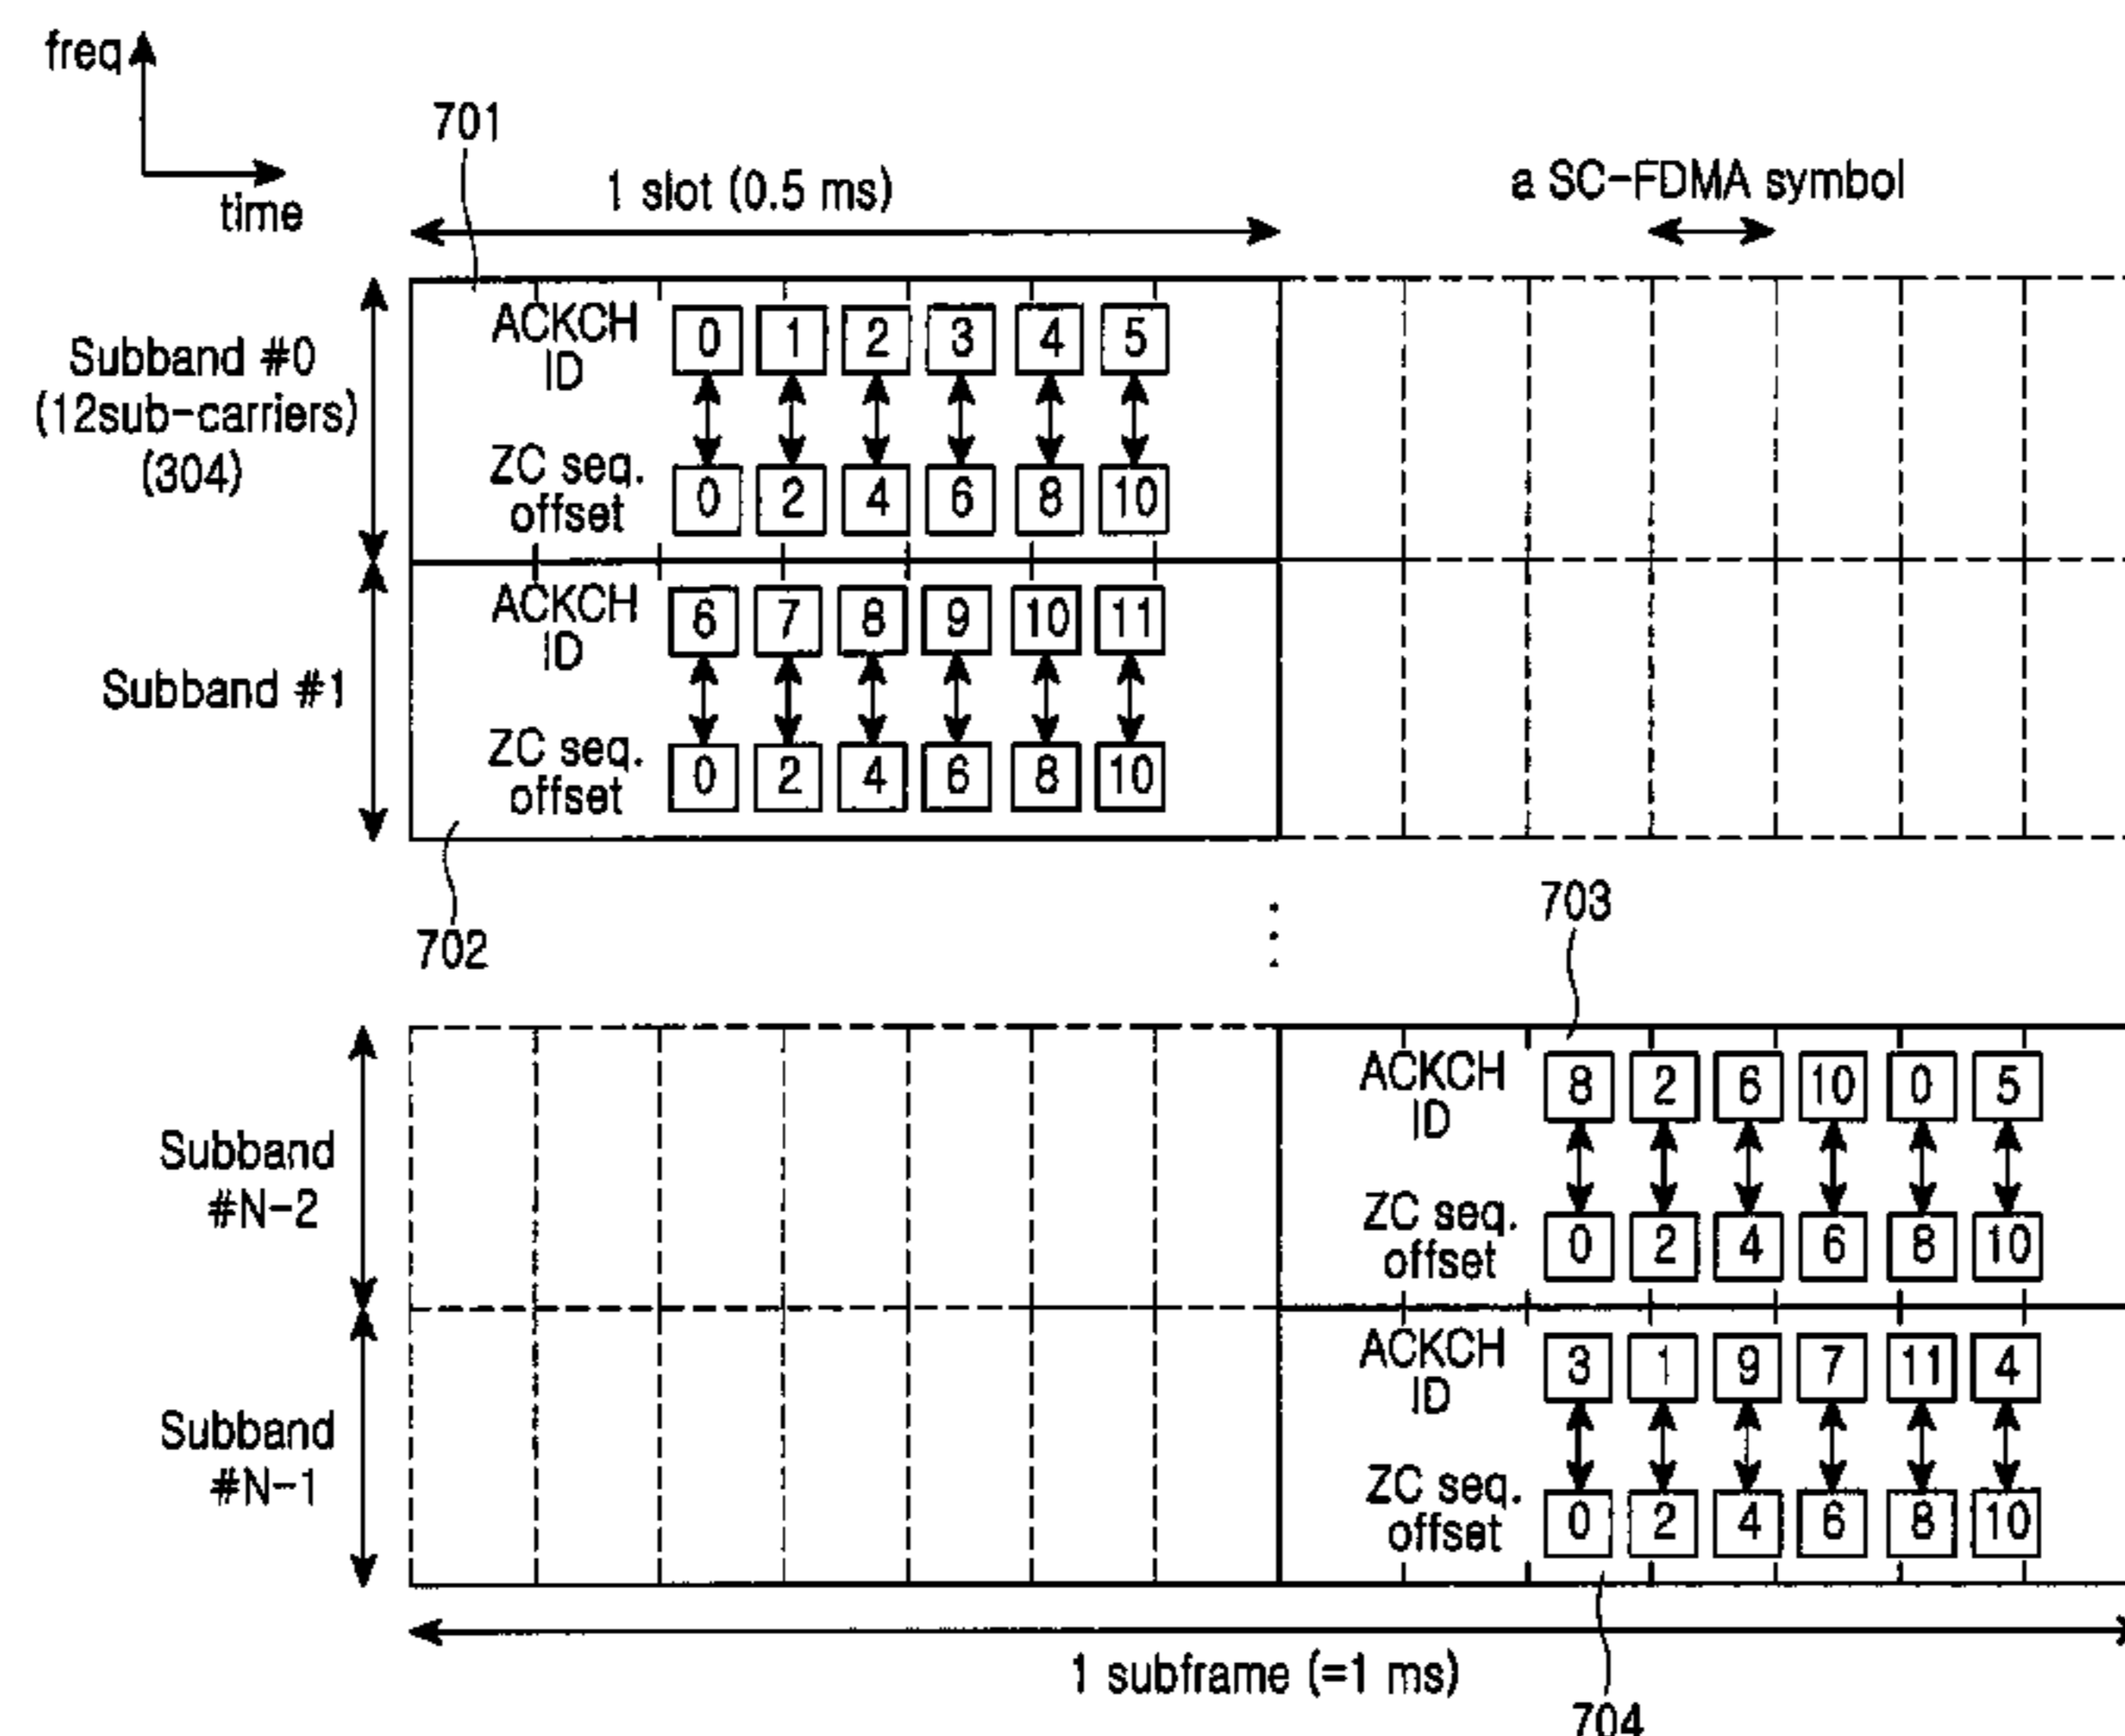 freq
time
701
1 slot (0.5 ms)
a SC-FDMA symbol
Subband #0
(12sub-carriers)
(304)
ACKCH
ID
0 1 2 3 4 5
ZC seq.
offset
0 2 4 6 8 10
Subband #1
ACKCH
ID
6 7 8 9 10 11
ZC seq.
offset
0 2 4 6 8 10
702
703
Subband
#N-2
ACKCH
ID
8 2 6 10 0 5
ZC seq.
offset
0 2 4 6 8 10
Subband
#N-1
ACKCH
ID
3 1 9 7 11 4
ZC seq.
offset
0 2 4 6 8 10
1 subframe (=1 ms)
704